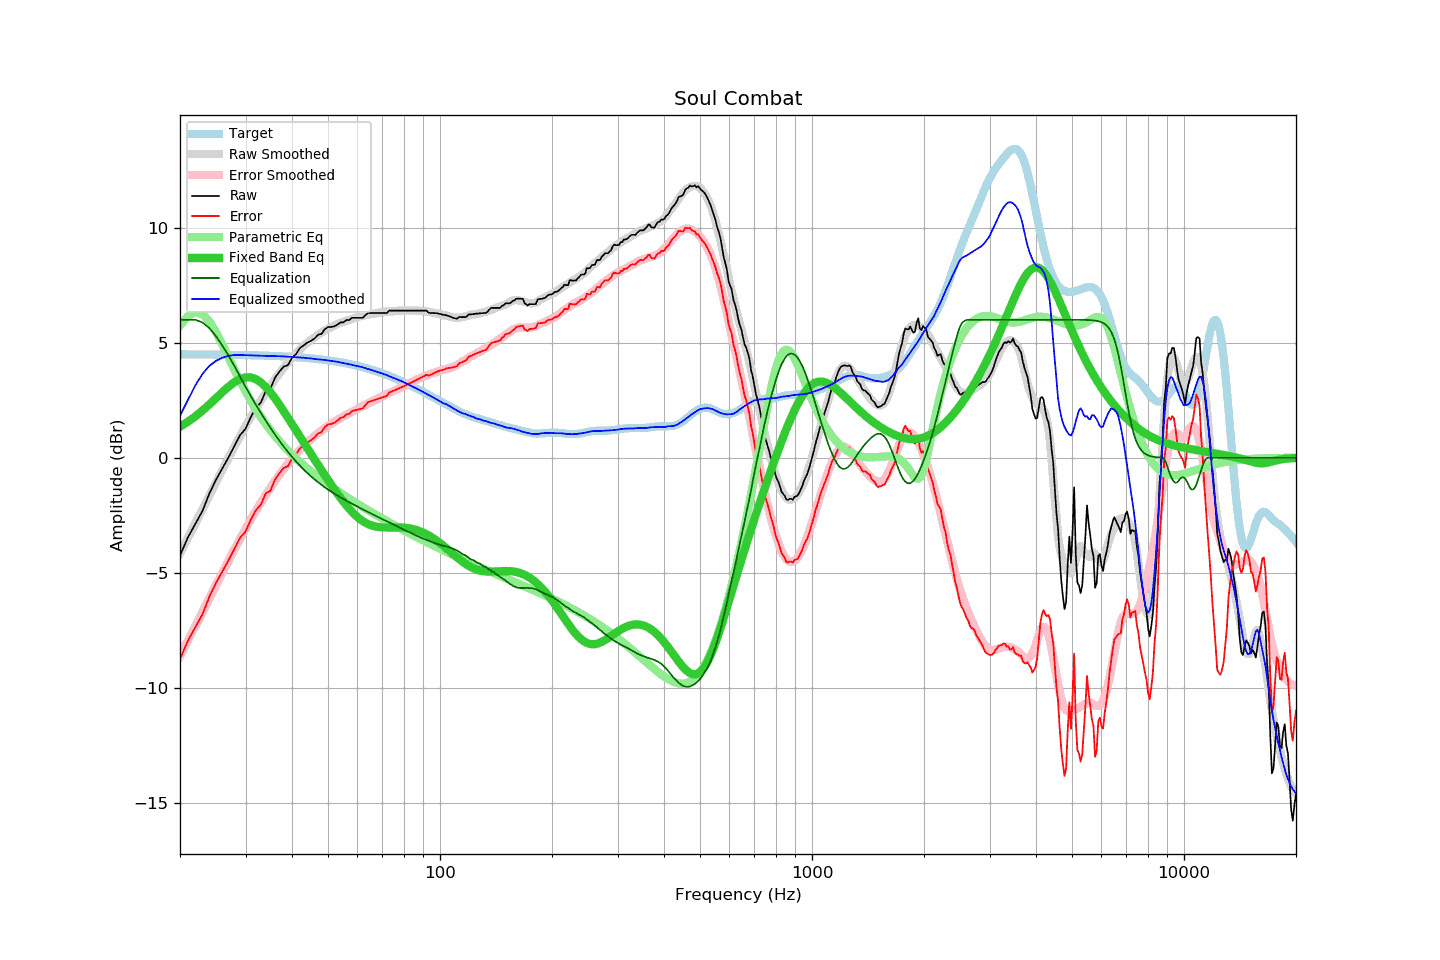 Soul Combat
Target
Raw Smoothed
Error Smoothed
Raw
Error
Parametric Eq
Fixed Band Eq
Equalization
Equalized smoothed
10
5
0
−5
−10
−15
Amplitude (dBr)
100 1000 10000
Frequency (Hz)